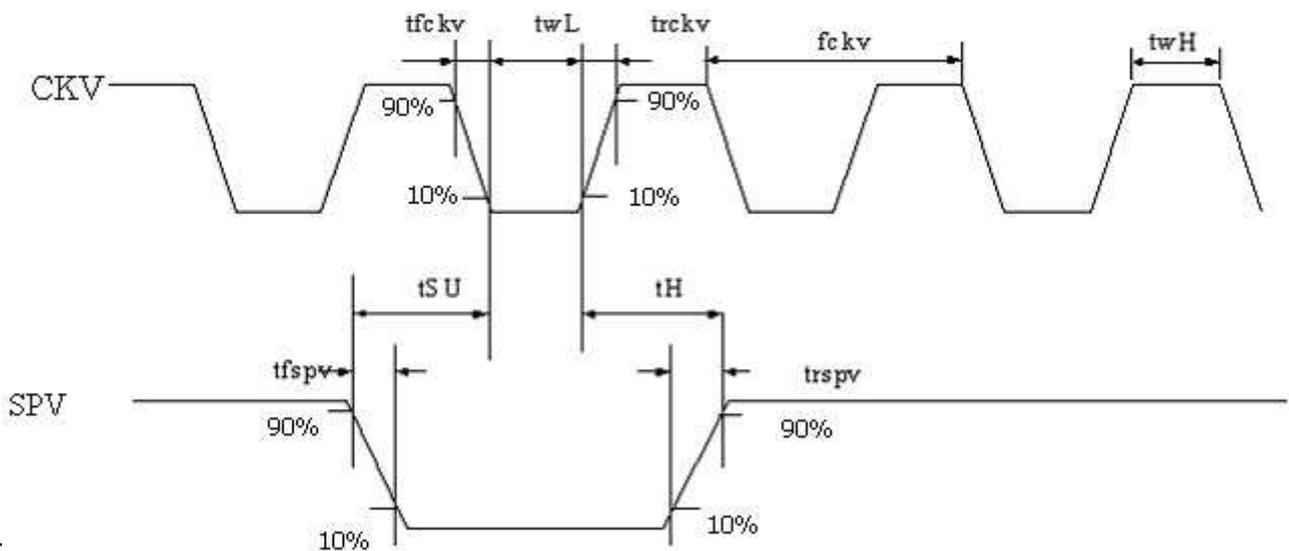 tfckv twL trckv fckv twH
CKV 90% 90%
10% 10%
tSU tH
tfspv trspv
SPV 90% 90%
10% 10%